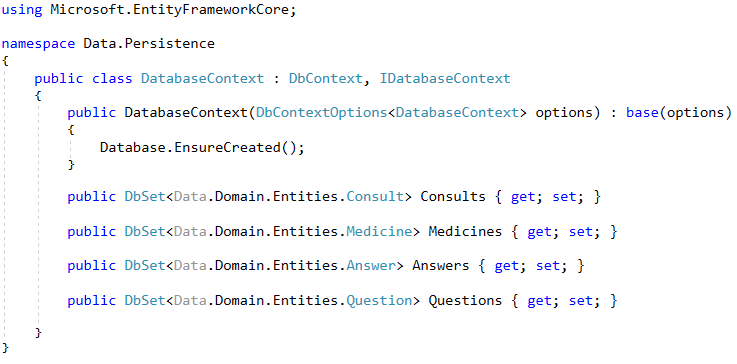 using Microsoft.EntityFrameworkCore;
namespace Data.Persistence
{
public class DatabaseContext : DbContext, IDatabaseContext
{
public DatabaseContext(DbContextOptions<DatabaseContext> options) : base(options)
{
Database.EnsureCreated();
}
public DbSet<Data.Domain.Entities.Consult> Consults { get; set; }
public DbSet<Data.Domain.Entities.Medicine> Medicines { get; set; }
public DbSet<Data.Domain.Entities.Answer> Answers { get; set; }
public DbSet<Data.Domain.Entities.Question> Questions { get; set; }
}
}